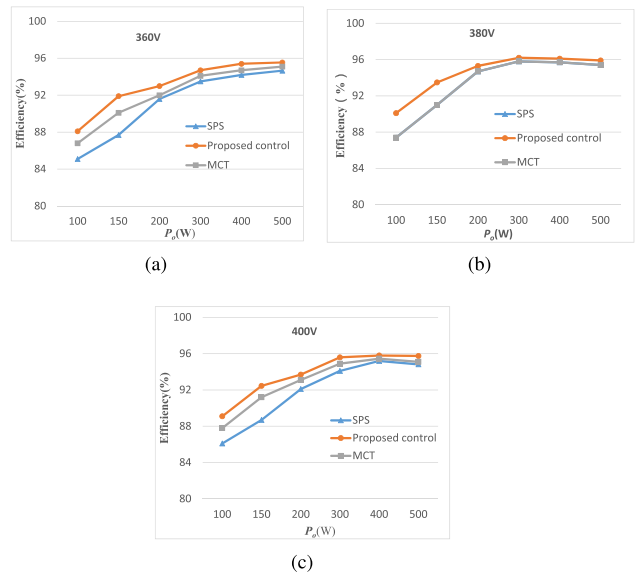 360V
Efficiency(%)
100
96
92
88
84
80
SPS
Proposed control
MCT
100 150 200 300 400 500
Po(W)
(a)
380V
Efficiency ( % )
100
96
92
88
84
80
SPS
Proposed control
MCT
100 150 200 300 400 500
Po(W)
(b)
400V
Efficiency(%)
100
96
92
88
84
80
SPS
Proposed control
MCT
100 150 200 300 400 500
Po(W)
(c)